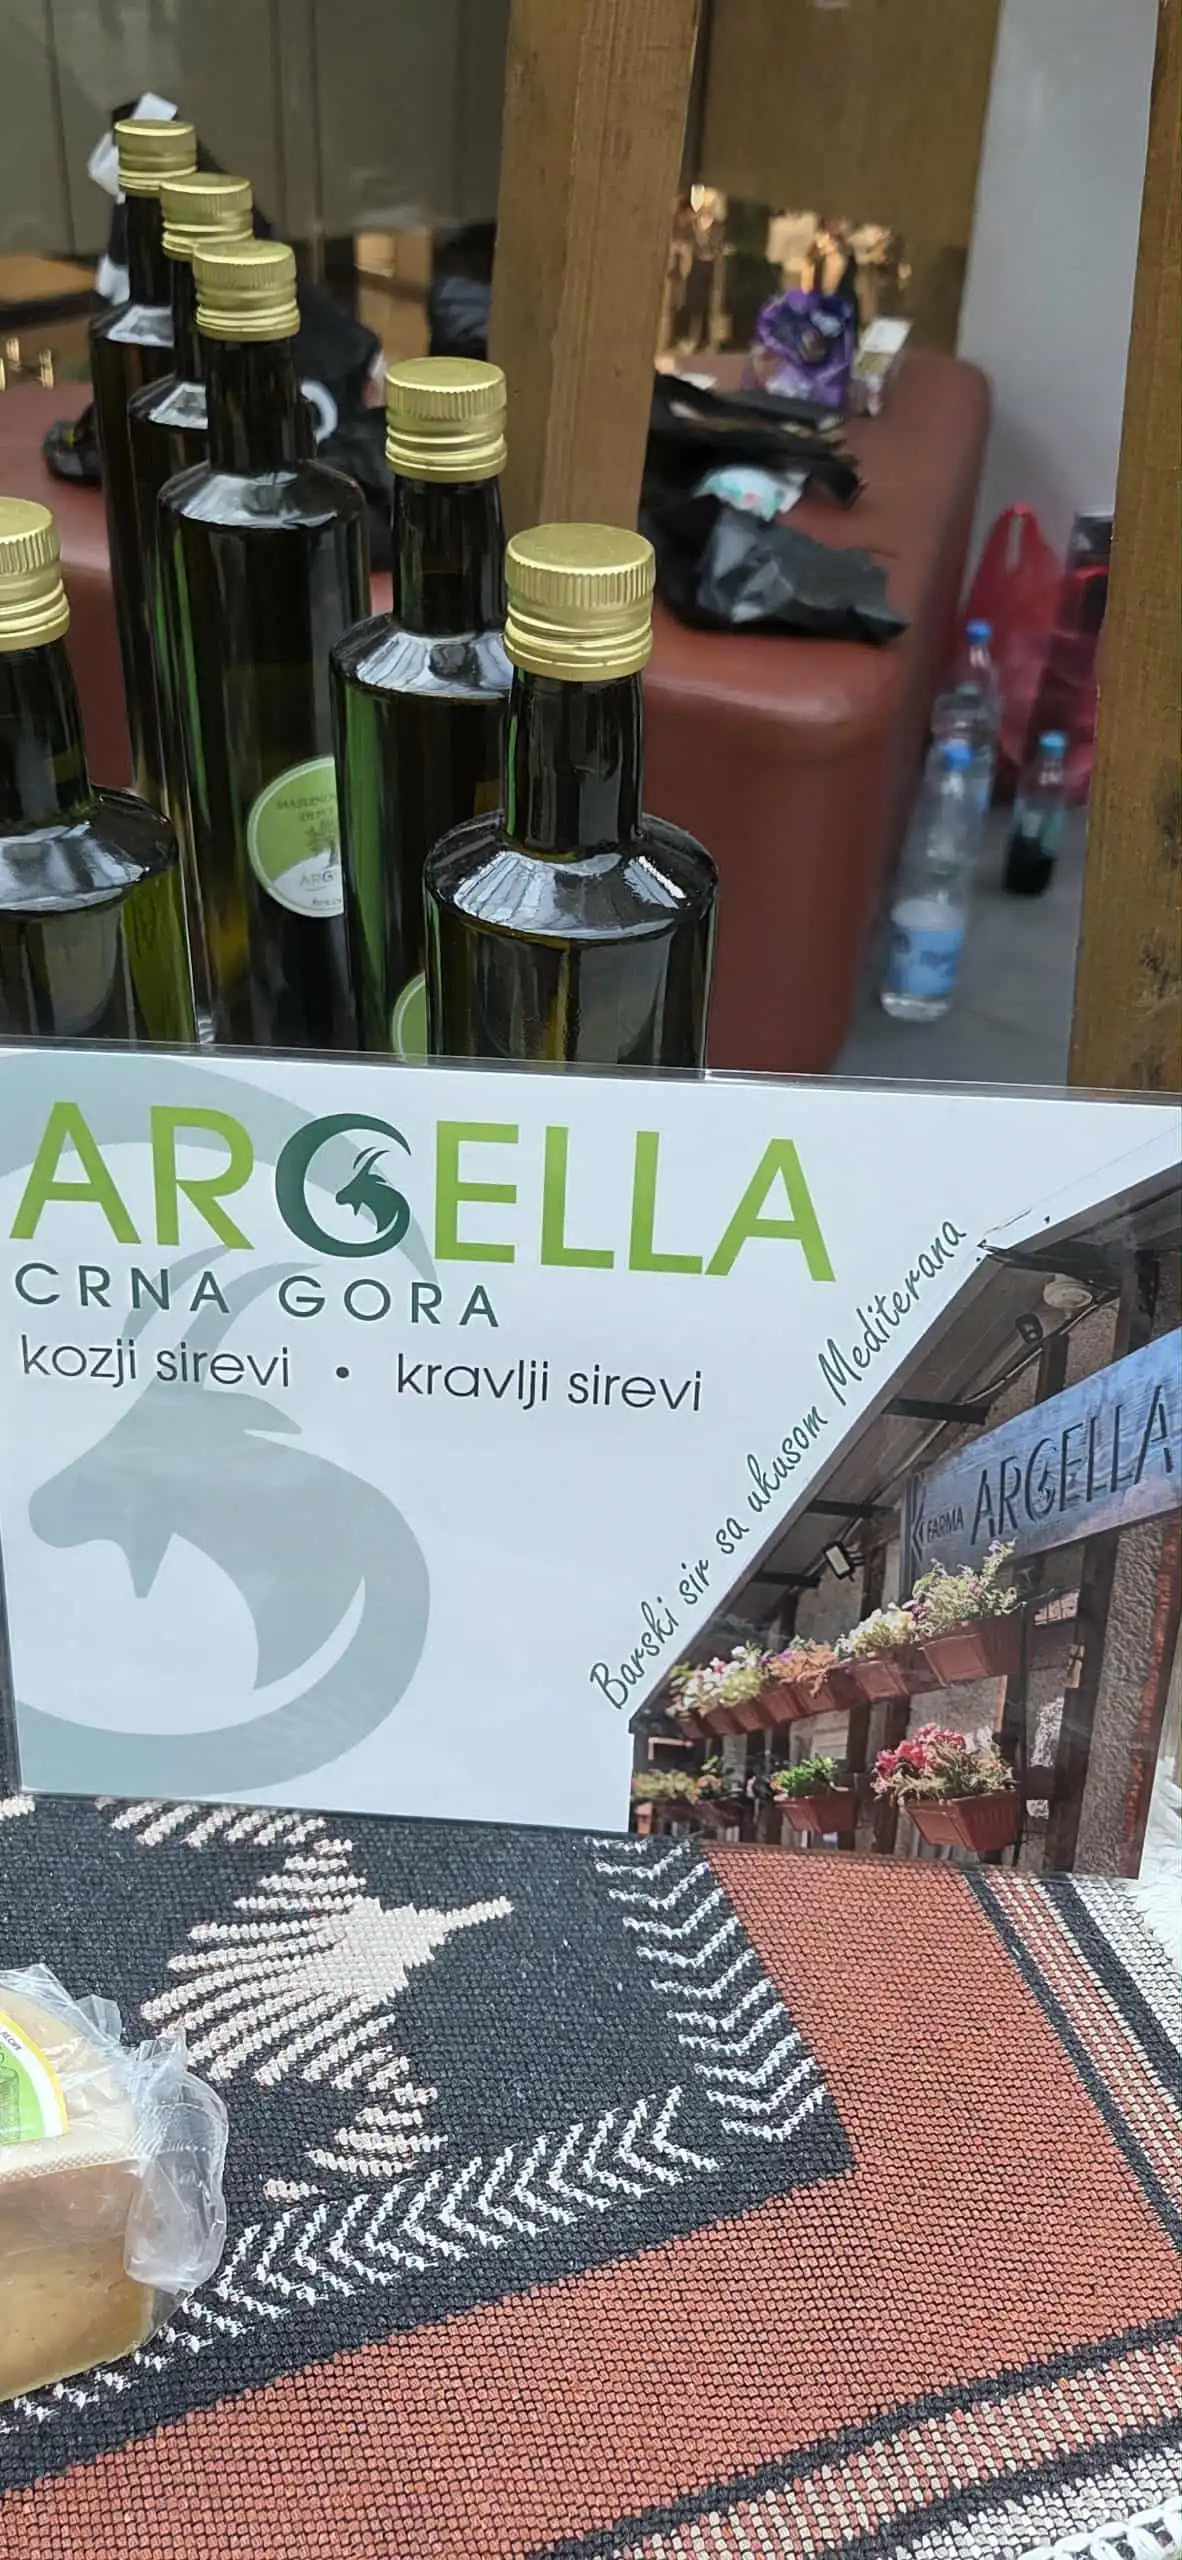 ARGELLA
CRNA GORA
kozji sirevi • kravlji sirevi
Barski sir sa ukusom Mediterana
FARMA ARGELLA